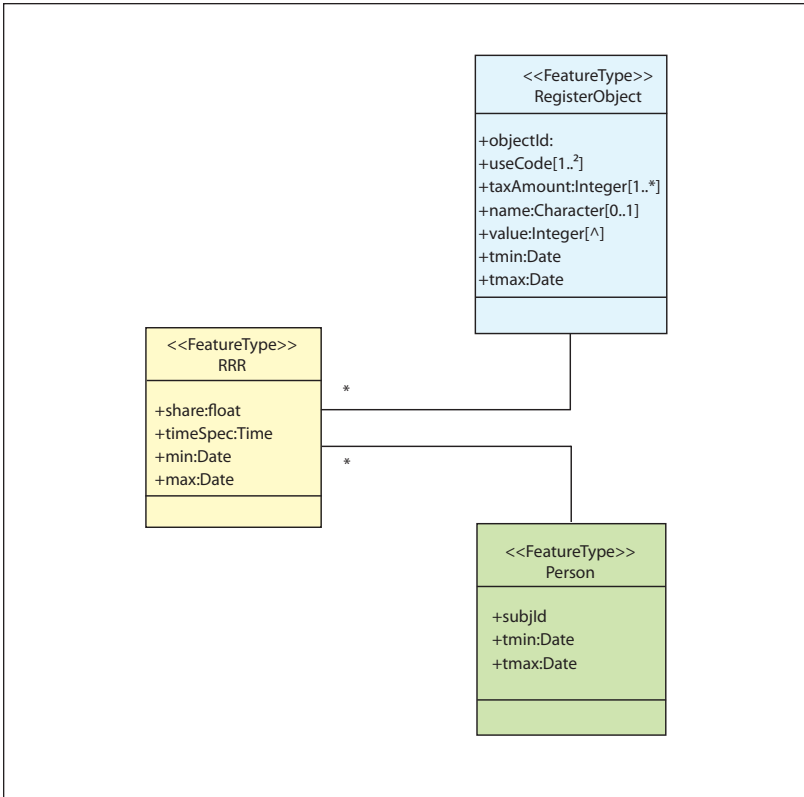 <<FeatureType>>
RegisterObject
+objectId:
+useCode[1..²]
+taxAmount:Integer[1..*]
+name:Character[0..1]
+value:Integer[^]
+tmin:Date
+tmax:Date
<<FeatureType>>
RRR
+share:float
+timeSpec:Time
+min:Date
+max:Date
*
*
<<FeatureType>>
Person
+subjId
+tmin:Date
+tmax:Date